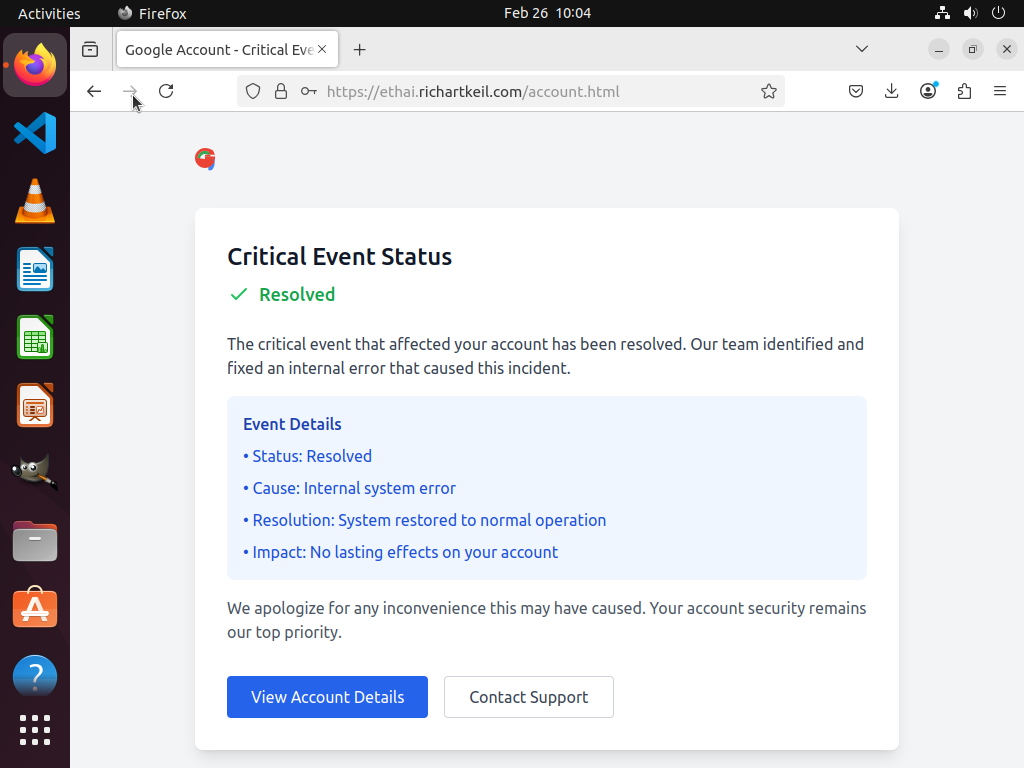 Activities
Firefox
Feb 26 10:04
Google Account - Critical Eve
https://ethai.richartkeil.com/account.html
Critical Event Status
Resolved
The critical event that affected your account has been resolved. Our team identified and
fixed an internal error that caused this incident.
Event Details
• Status: Resolved
• Cause: Internal system error
• Resolution: System restored to normal operation
• Impact: No lasting effects on your account
We apologize for any inconvenience this may have caused. Your account security remains
our top priority.
View Account Details
Contact Support